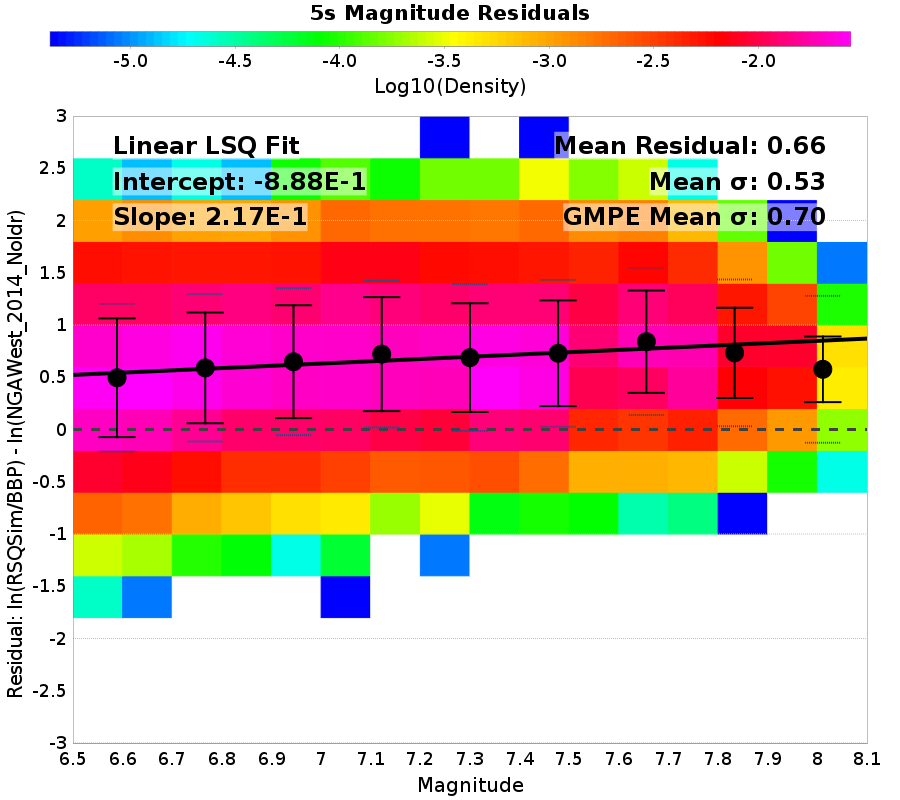 5s Magnitude Residuals
-5.0 -4.5 -4.0 -3.5 -3.0 -2.5 -2.0
Log10(Density)
Residual: ln(RSQSim/BBP) - ln(NGAWest_2014_NoIdr)
3
2.5
2
1.5
1
0.5
0
-0.5
-1
-1.5
-2
-2.5
-3
Linear LSQ Fit
Intercept: -8.88E-1
Slope: 2.17E-1
Mean Residual: 0.66
Mean σ: 0.53
GMPE Mean σ: 0.70
6.5 6.6 6.7 6.8 6.9 7 7.1 7.2 7.3 7.4 7.5 7.6 7.7 7.8 7.9 8 8.1
Magnitude